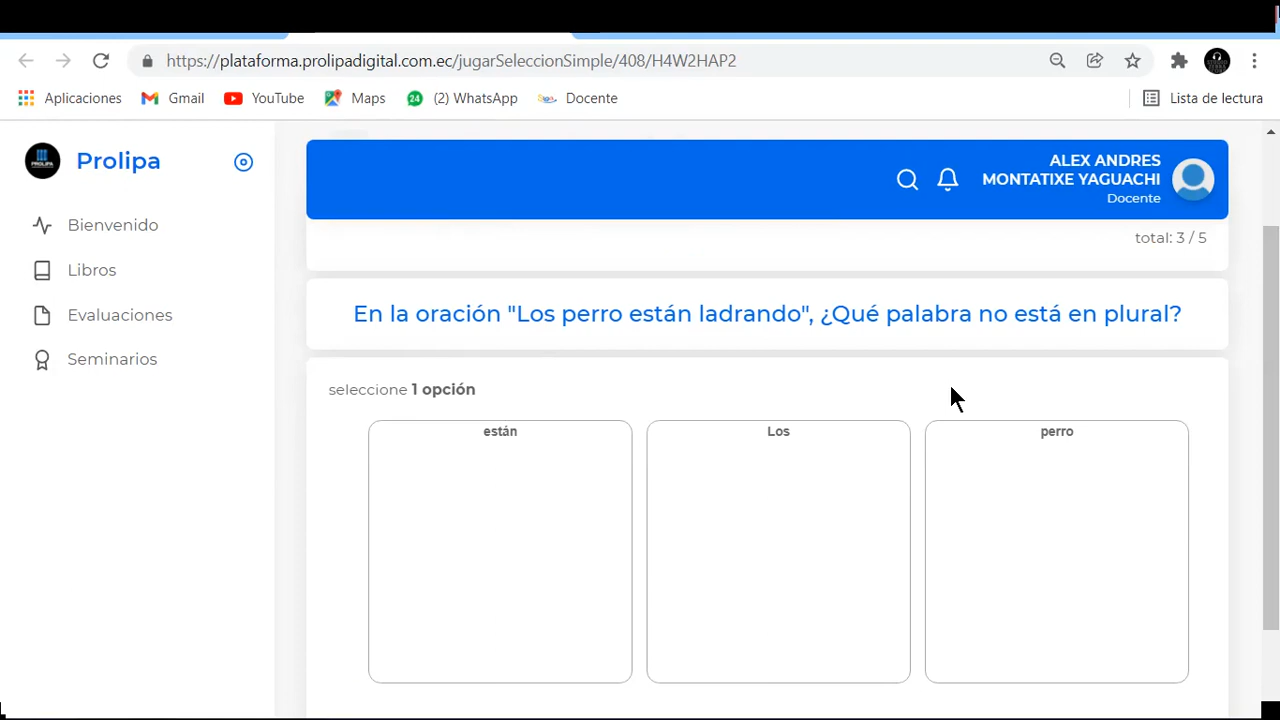 https://plataforma.prolipadigital.com.ec/jugarSeleccionSimple/408/H4W2HAP2
Aplicaciones Gmail YouTube Maps 24 (2) WhatsApp Docente Lista de lectura
PROLIPA Prolipa
Bienvenido
Libros
Evaluaciones
Seminarios
ALEX ANDRES
MONTATIXE YAGUACHI
Docente
total: 3 / 5
En la oración "Los perro están ladrando", ¿Qué palabra no está en plural?
seleccione 1 opción
están Los perro